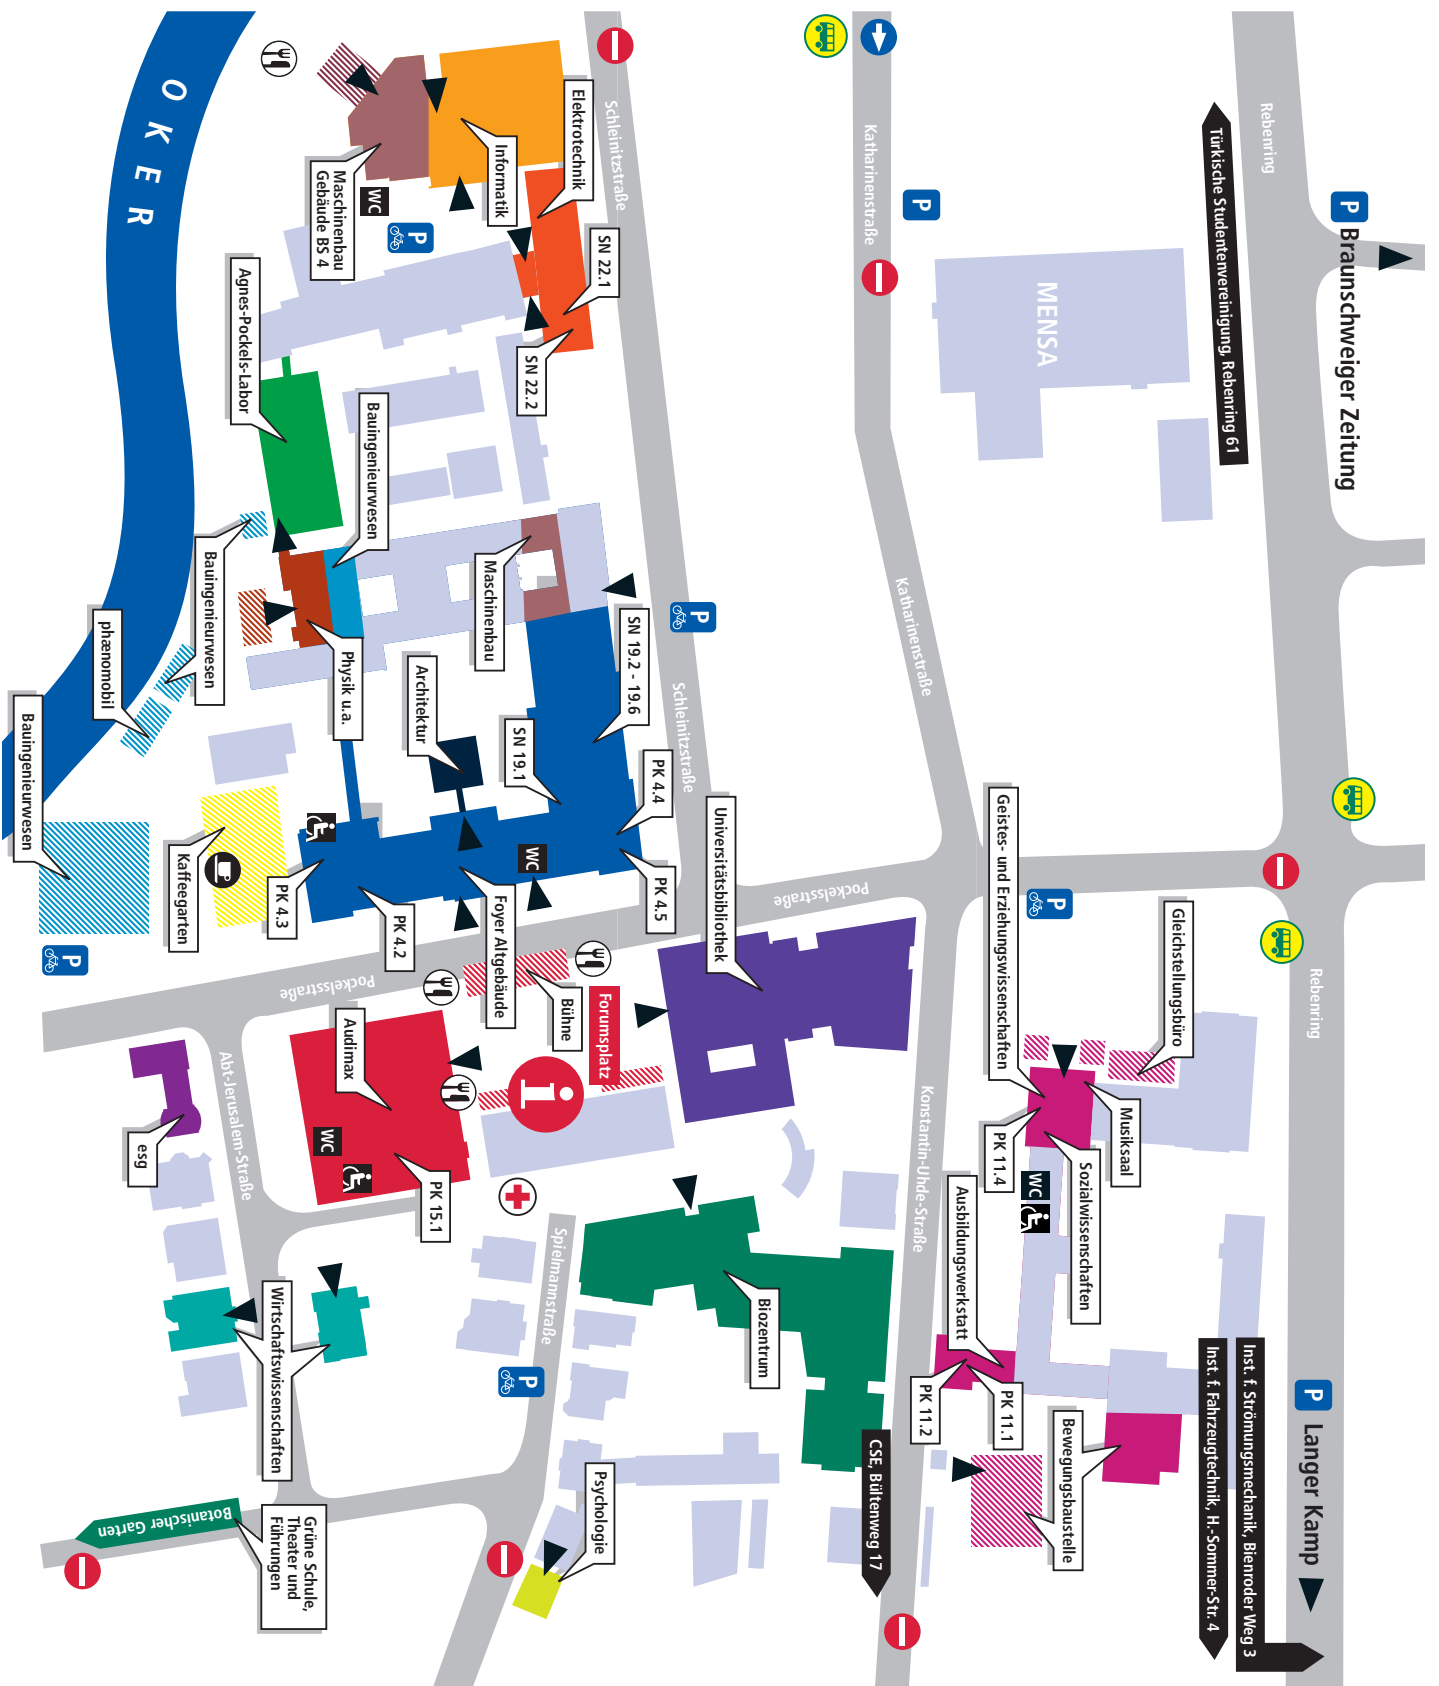 Rebenring
P
Braunschweiger Zeitung
Türkische Studentenvereinigung, Rebenring 61
MENSA
P
Katharinenstraße
Katharinenstraße
Schleinitzstraße
Schleinitzstraße
P
Elektrotechnik
Informatik
SN 22.1
SN 22.2
Maschinenbau
Gebäude BS 4
WC
P
OKER
Agnes-Pockels-Labor
Bauingenieurwesen
Maschinenbau
Bauingenieurwesen
phænomobil
Bauingenieurwesen
Physik u.a.
Architektur
SN 19.2 - 19.6
SN 19.1
PK 4.4
PK 4.5
WC
Foyer Altgebäude
PK 4.2
PK 4.3
Kaffeegarten
P
Universitätsbibliothek
Pockelsstraße
Pockelsstraße
Bühne
Forumsplatz
i
Audimax
WC
PK 15.1
esg
Abt-Jerusalem-Straße
Wirtschaftswissenschaften
Botanischer Garten
Grüne Schule,
Theater und
Führungen
Spielmannstraße
P
Psychologie
Biozentrum
Konstantin-Uhde-Straße
CSE, Bültenweg 17
Rebenring
P
Geistes- und Erziehungswissenschaften
Gleichstellungsbüro
Musiksaal
PK 11.4
Sozialwissenschaften
WC
Ausbildungswerkstatt
PK 11.1
PK 11.2
Bewegungsbaustelle
P
Langer Kamp
Inst. f. Strömungsmechanik, Bienroder Weg 3
Inst. f. Fahrzeugtechnik, H.-Sommer-Str. 4